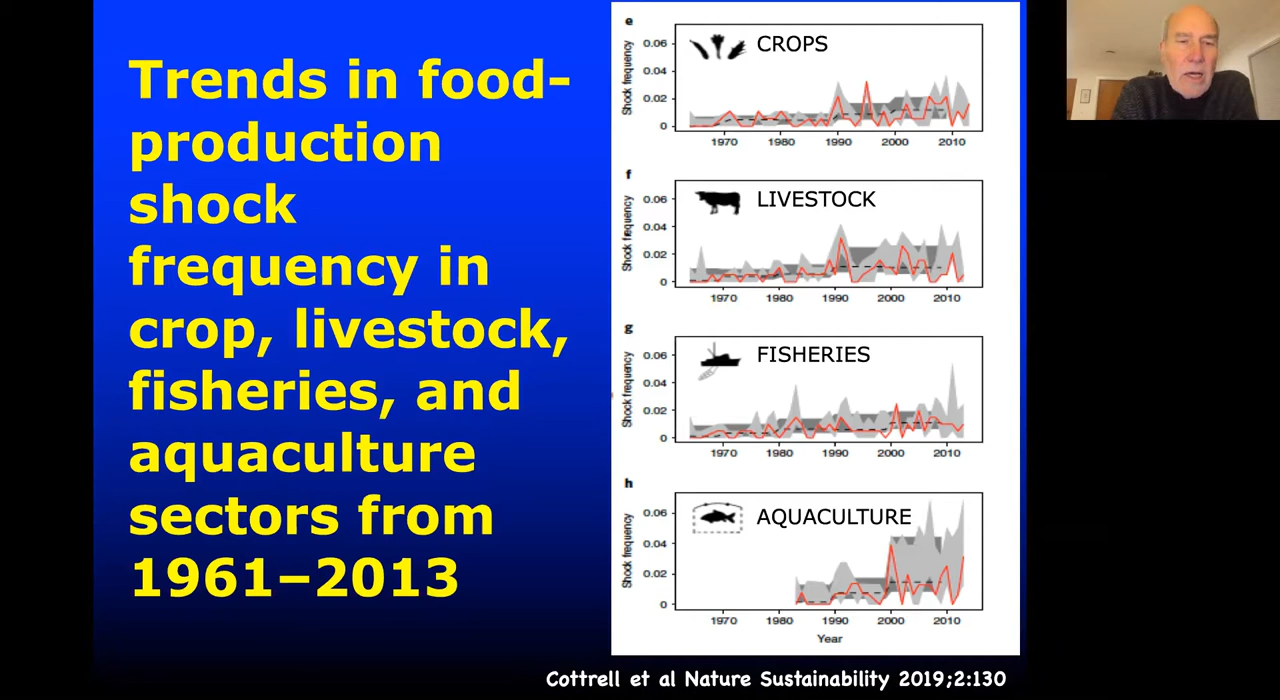 Trends in food-
production
shock
frequency in
crop, livestock,
fisheries, and
aquaculture
sectors from
1961–2013
e
CROPS
Shock frequency
0.06
0.04
0.02
0
1970 1980 1990 2000 2010
f
LIVESTOCK
Shock frequency
0.06
0.04
0.02
0
1970 1980 1990 2000 2010
g
FISHERIES
Shock frequency
0.06
0.04
0.02
0
1970 1980 1990 2000 2010
h
AQUACULTURE
Shock frequency
0.06
0.04
0.02
0
1970 1980 1990 2000 2010
Year
Cottrell et al Nature Sustainability 2019;2:130